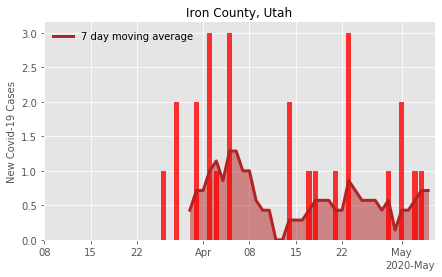 Iron County, Utah
7 day moving average
New Covid-19 Cases
3.0
2.5
2.0
1.5
1.0
0.5
0.0
08
15
22
Apr
08
15
22
May
2020-May